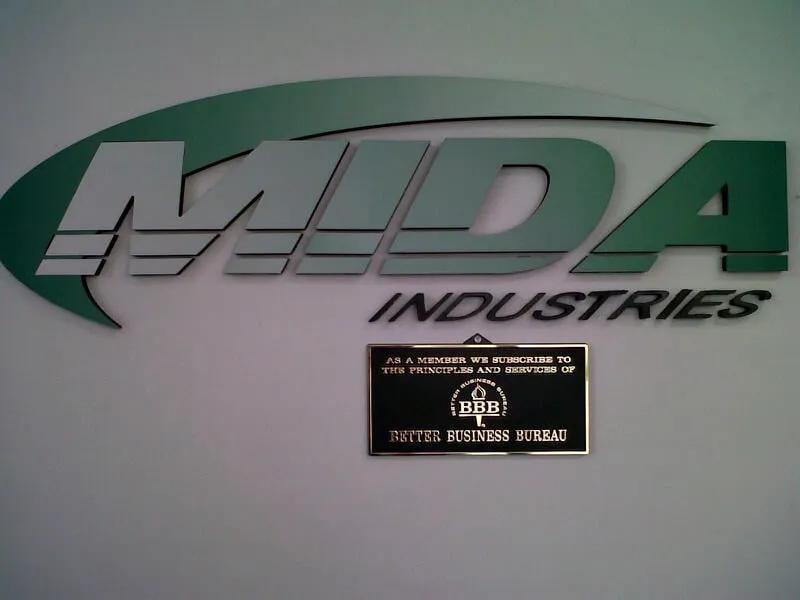 MIDA
INDUSTRIES
AS A MEMBER WE SUBSCRIBE TO
THE PRINCIPLES AND SERVICES OF
BETTER BUSINESS BUREAU
BBB
BETTER BUSINESS BUREAU